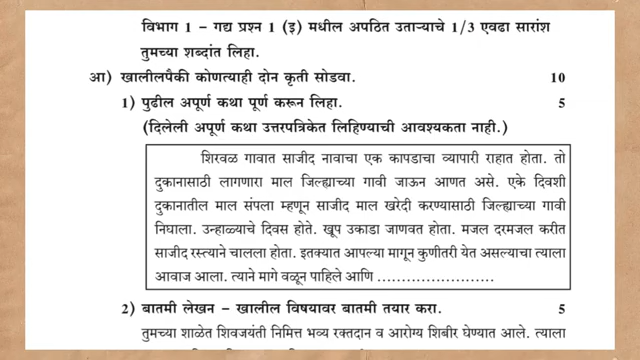 विभाग 1 – गद्य प्रश्न 1 (इ) मधील अपठित उताऱ्याचे 1/3 एवढा सारांश
तुमच्या शब्दांत लिहा.
आ) खालीलपैकी कोणत्याही दोन कृती सोडवा. 10
1) पुढील अपूर्ण कथा पूर्ण करून लिहा. 5
(दिलेली अपूर्ण कथा उत्तरपत्रिकेत लिहिण्याची आवश्यकता नाही.)
शिरवळ गावात साजीद नावाचा एक कापडाचा व्यापारी राहात होता. तो
दुकानासाठी लागणारा माल जिल्ह्याच्या गावी जाऊन आणत असे. एके दिवशी
दुकानातील माल संपला म्हणून साजीद माल खरेदी करण्यासाठी जिल्ह्याच्या गावी
निघाला. उन्हाळ्याचे दिवस होते. खूप उकाडा जाणवत होता. मजल दरमजल करीत
साजीद रस्त्याने चालला होता. इतक्यात आपल्या मागून कुणीतरी येत असल्याचा त्याला
आवाज आला. त्याने मागे वळून पाहिले आणि ........................
2) बातमी लेखन – खालील विषयावर बातमी तयार करा. 5
तुमच्या शाळेत शिवजयंती निमित्त भव्य रक्तदान व आरोग्य शिबीर घेण्यात आले. त्याला